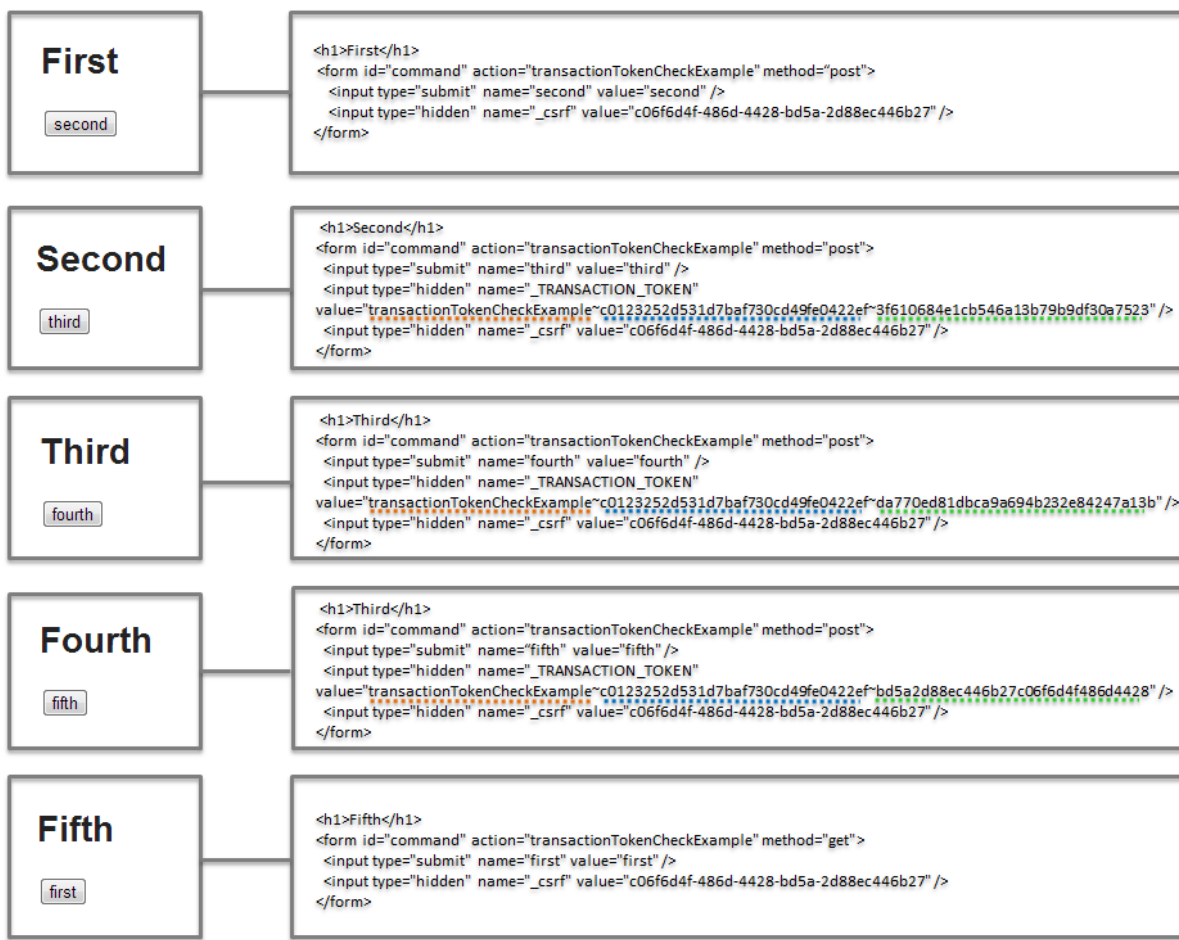 First
second
<h1>First</h1>
<form id="command" action="transactionTokenCheckExample" method=“post">
<input type="submit" name="second" value="second" />
<input type="hidden" name="_csrf" value="c06f6d4f-486d-4428-bd5a-2d88ec446b27" />
</form>
Second
third
<h1>Second</h1>
<form id="command" action="transactionTokenCheckExample" method="post">
<input type="submit" name="third" value="third" />
<input type="hidden" name="_TRANSACTION_TOKEN"
value="transactionTokenCheckExample~c0123252d531d7baf730cd49fe0422ef~3f610684e1cb546a13b79b9df30a7523" />
<input type="hidden" name="_csrf" value="c06f6d4f-486d-4428-bd5a-2d88ec446b27" />
</form>
Third
fourth
<h1>Third</h1>
<form id="command" action="transactionTokenCheckExample" method="post">
<input type="submit" name="fourth" value="fourth" />
<input type="hidden" name="_TRANSACTION_TOKEN"
value="transactionTokenCheckExample~c0123252d531d7baf730cd49fe0422ef~da770ed81dbca9a694b232e84247a13b" />
<input type="hidden" name="_csrf" value="c06f6d4f-486d-4428-bd5a-2d88ec446b27" />
</form>
Fourth
fifth
<h1>Third</h1>
<form id="command" action="transactionTokenCheckExample" method="post">
<input type="submit" name=“fifth" value="fifth" />
<input type="hidden" name="_TRANSACTION_TOKEN"
value="transactionTokenCheckExample~c0123252d531d7baf730cd49fe0422ef~bd5a2d88ec446b27c06f6d4f486d4428" />
<input type="hidden" name="_csrf" value="c06f6d4f-486d-4428-bd5a-2d88ec446b27" />
</form>
Fifth
first
<h1>Fifth</h1>
<form id="command" action="transactionTokenCheckExample" method="get">
<input type="submit" name="first" value="first" />
<input type="hidden" name="_csrf" value="c06f6d4f-486d-4428-bd5a-2d88ec446b27" />
</form>